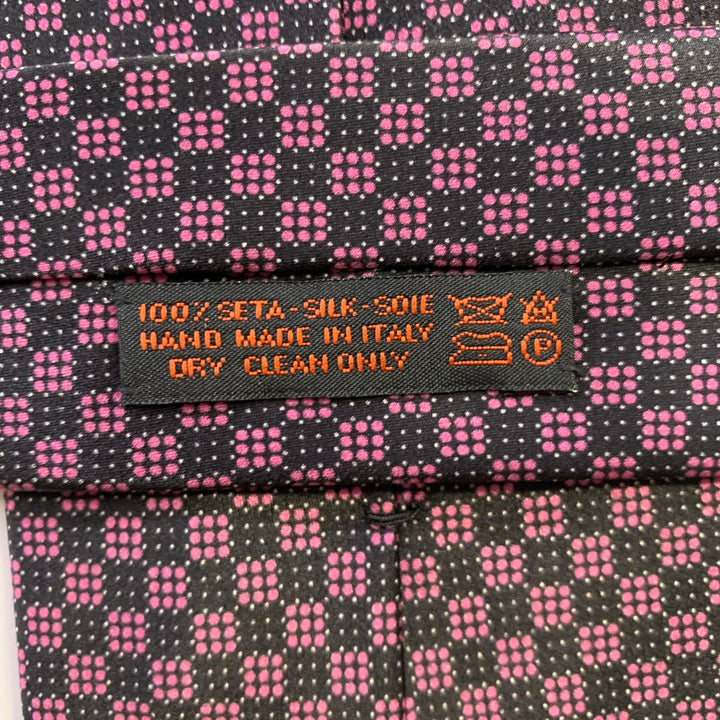 100% SETA-SILK-SOIE
HAND MADE IN ITALY
DRY CLEAN ONLY
P